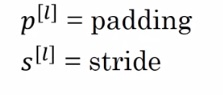 p^[l] = padding
s^[l] = stride